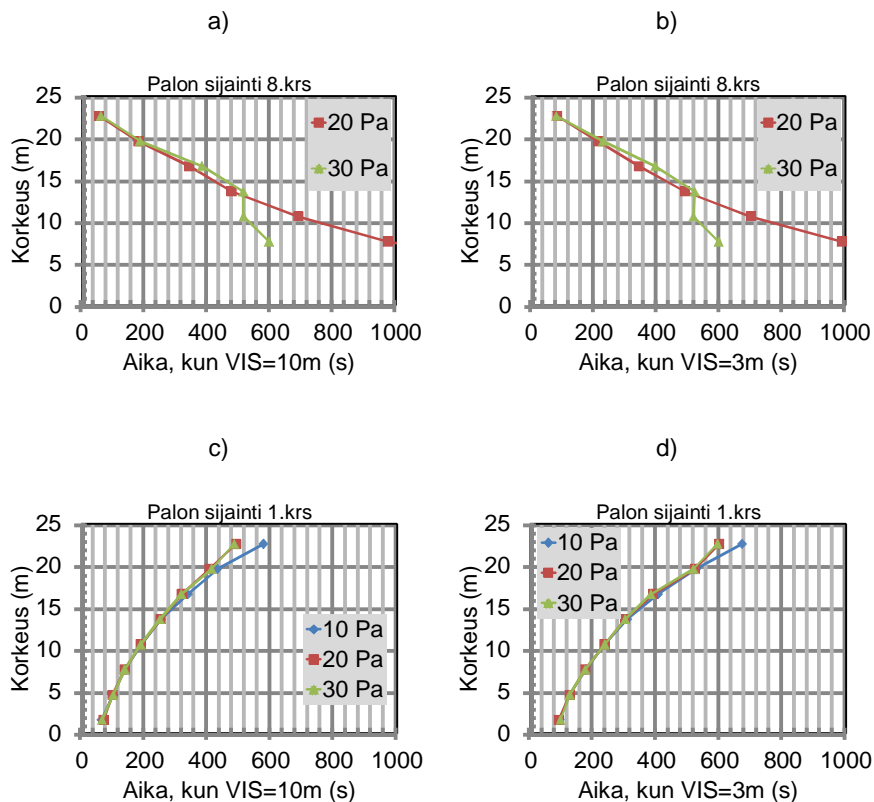 a)
Palon sijainti 8.krs
Korkeus (m)
25
20
15
10
5
0
20 Pa
30 Pa
0 200 400 600 800 1000
Aika, kun VIS=10m (s)
b)
Palon sijainti 8.krs
Korkeus (m)
25
20
15
10
5
0
20 Pa
30 Pa
0 200 400 600 800 1000
Aika, kun VIS=3m (s)
c)
Palon sijainti 1.krs
Korkeus (m)
25
20
15
10
5
0
10 Pa
20 Pa
30 Pa
0 200 400 600 800 1000
Aika, kun VIS=10m (s)
d)
Palon sijainti 1.krs
Korkeus (m)
25
20
15
10
5
0
10 Pa
20 Pa
30 Pa
0 200 400 600 800 1000
Aika, kun VIS=3m (s)